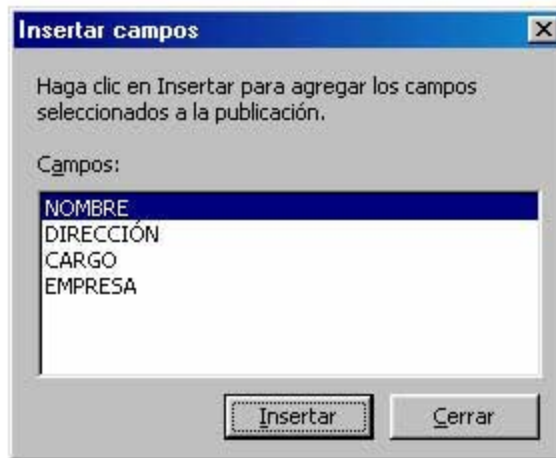 Insertar campos
Haga clic en Insertar para agregar los campos
seleccionados a la publicación.
Campos:
NOMBRE
DIRECCIÓN
CARGO
EMPRESA
Insertar
Cerrar